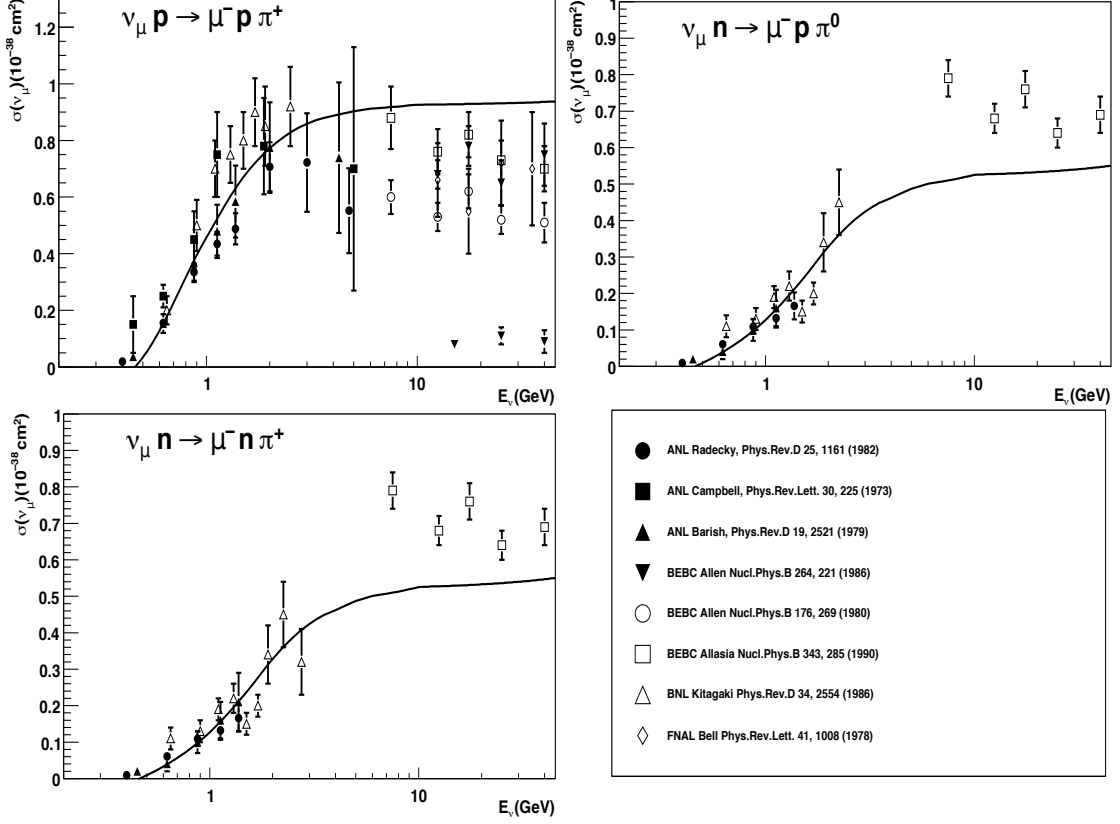 ν_μ p → μ⁻ p π⁺
σ(ν_μ)(10⁻³⁸ cm²)
1.2
1
0.8
0.6
0.4
0.2
0
1
10
E_ν(GeV)
ν_μ n → μ⁻ p π⁰
σ(ν_μ)(10⁻³⁸ cm²)
1
0.9
0.8
0.7
0.6
0.5
0.4
0.3
0.2
0.1
0
1
10
E_ν(GeV)
ν_μ n → μ⁻ n π⁺
σ(ν_μ)(10⁻³⁸ cm²)
1
0.9
0.8
0.7
0.6
0.5
0.4
0.3
0.2
0.1
0
1
10
E_ν(GeV)
ANL Radecky, Phys.Rev.D 25, 1161 (1982)
ANL Campbell, Phys.Rev.Lett. 30, 225 (1973)
ANL Barish, Phys.Rev.D 19, 2521 (1979)
BEBC Allen Nucl.Phys.B 264, 221 (1986)
BEBC Allen Nucl.Phys.B 176, 269 (1980)
BEBC Allasia Nucl.Phys.B 343, 285 (1990)
BNL Kitagaki Phys.Rev.D 34, 2554 (1986)
FNAL Bell Phys.Rev.Lett. 41, 1008 (1978)